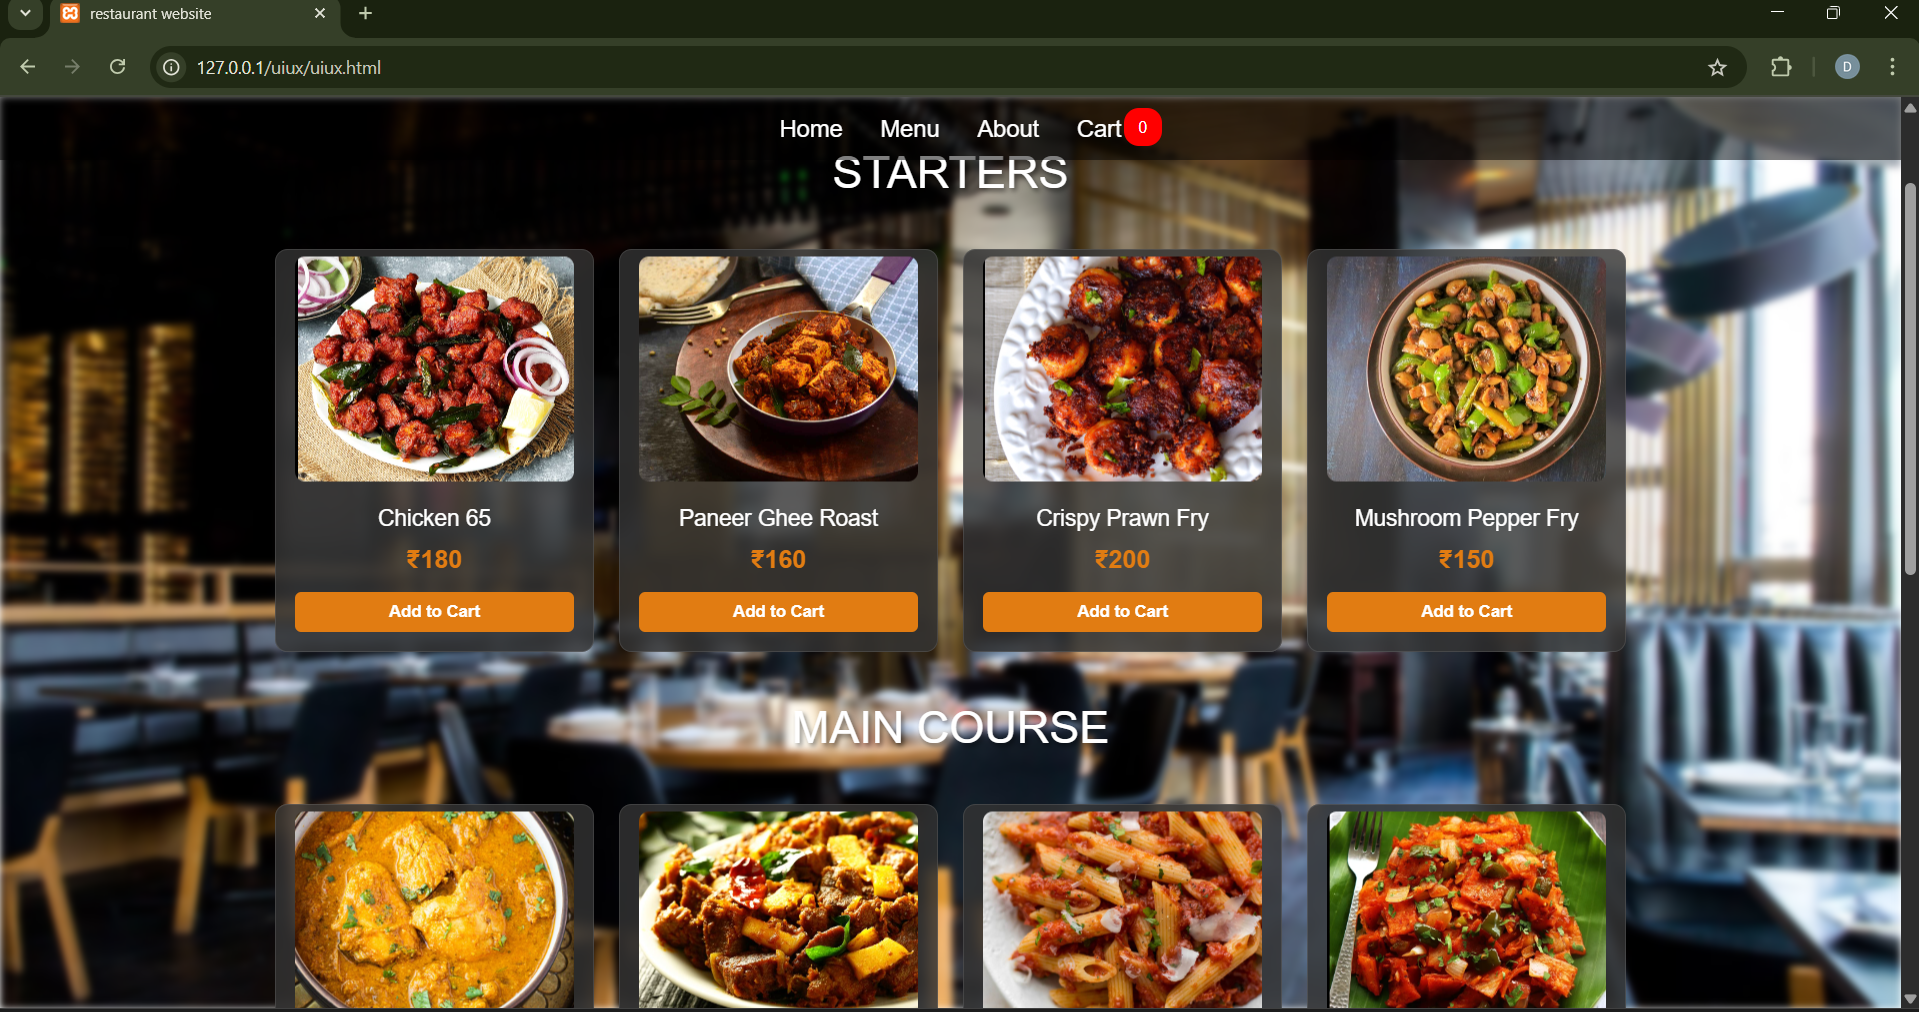 restaurant website
127.0.0.1/uiux/uiux.html
D
Home Menu About Cart 0
STARTERS
Chicken 65 Paneer Ghee Roast Crispy Prawn Fry Mushroom Pepper Fry
₹180 ₹160 ₹200 ₹150
Add to Cart Add to Cart Add to Cart Add to Cart
MAIN COURSE